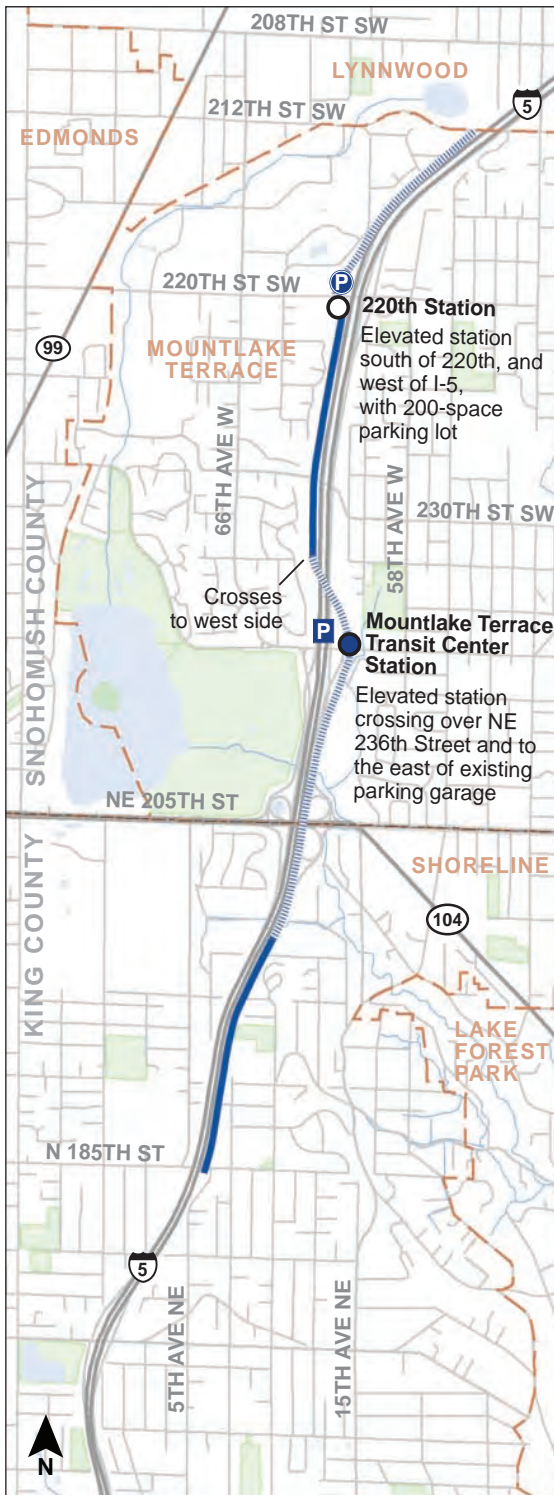 208TH ST SW
LYNNWOOD
5
212TH ST SW
EDMONDS
P
220TH ST SW
220th Station
Elevated station
south of 220th, and
west of I-5,
with 200-space
parking lot
99
MOUNTLAKE
TERRACE
66TH AVE W
58TH AVE W
230TH ST SW
SNOHOMISH COUNTY
Crosses
to west side
P
Mountlake Terrace
Transit Center
Station
Elevated station
crossing over NE
236th Street and to
the east of existing
parking garage
NE 205TH ST
KING COUNTY
SHORELINE
104
LAKE
FOREST
PARK
N 185TH ST
5
5TH AVE NE
15TH AVE NE
N